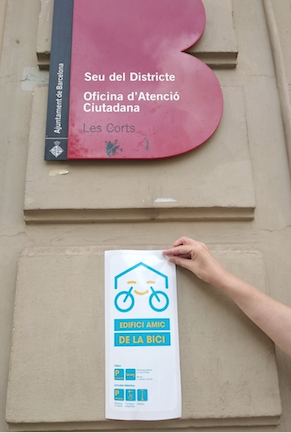 Ajuntament de Barcelona
Seu del Districte
Oficina d'Atenció
Ciutadana
Les Corts
EDIFICI AMIC
DE LA BICI